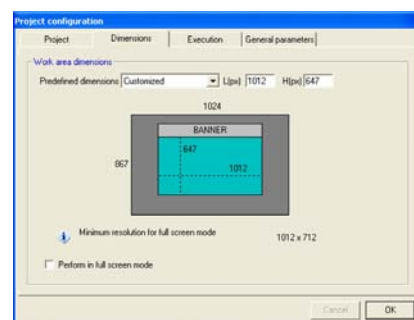 Project configuration
Project Dimensions Execution General parameters
Work area dimensions
Predefined dimensions Customized L(px) 1012 H(px) 647
1024
BANNER
647
867
1012
Minimum resolution for full screen mode 1012 x 712
Perform in full screen mode
Cancel OK